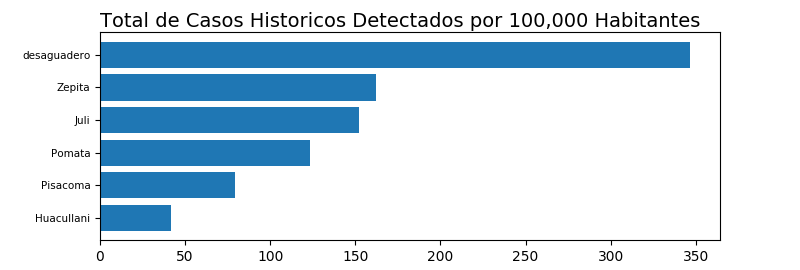 Total de Casos Historicos Detectados por 100,000 Habitantes
desaguadero
Zepita
Juli
Pomata
Pisacoma
Huacullani
0 50 100 150 200 250 300 350